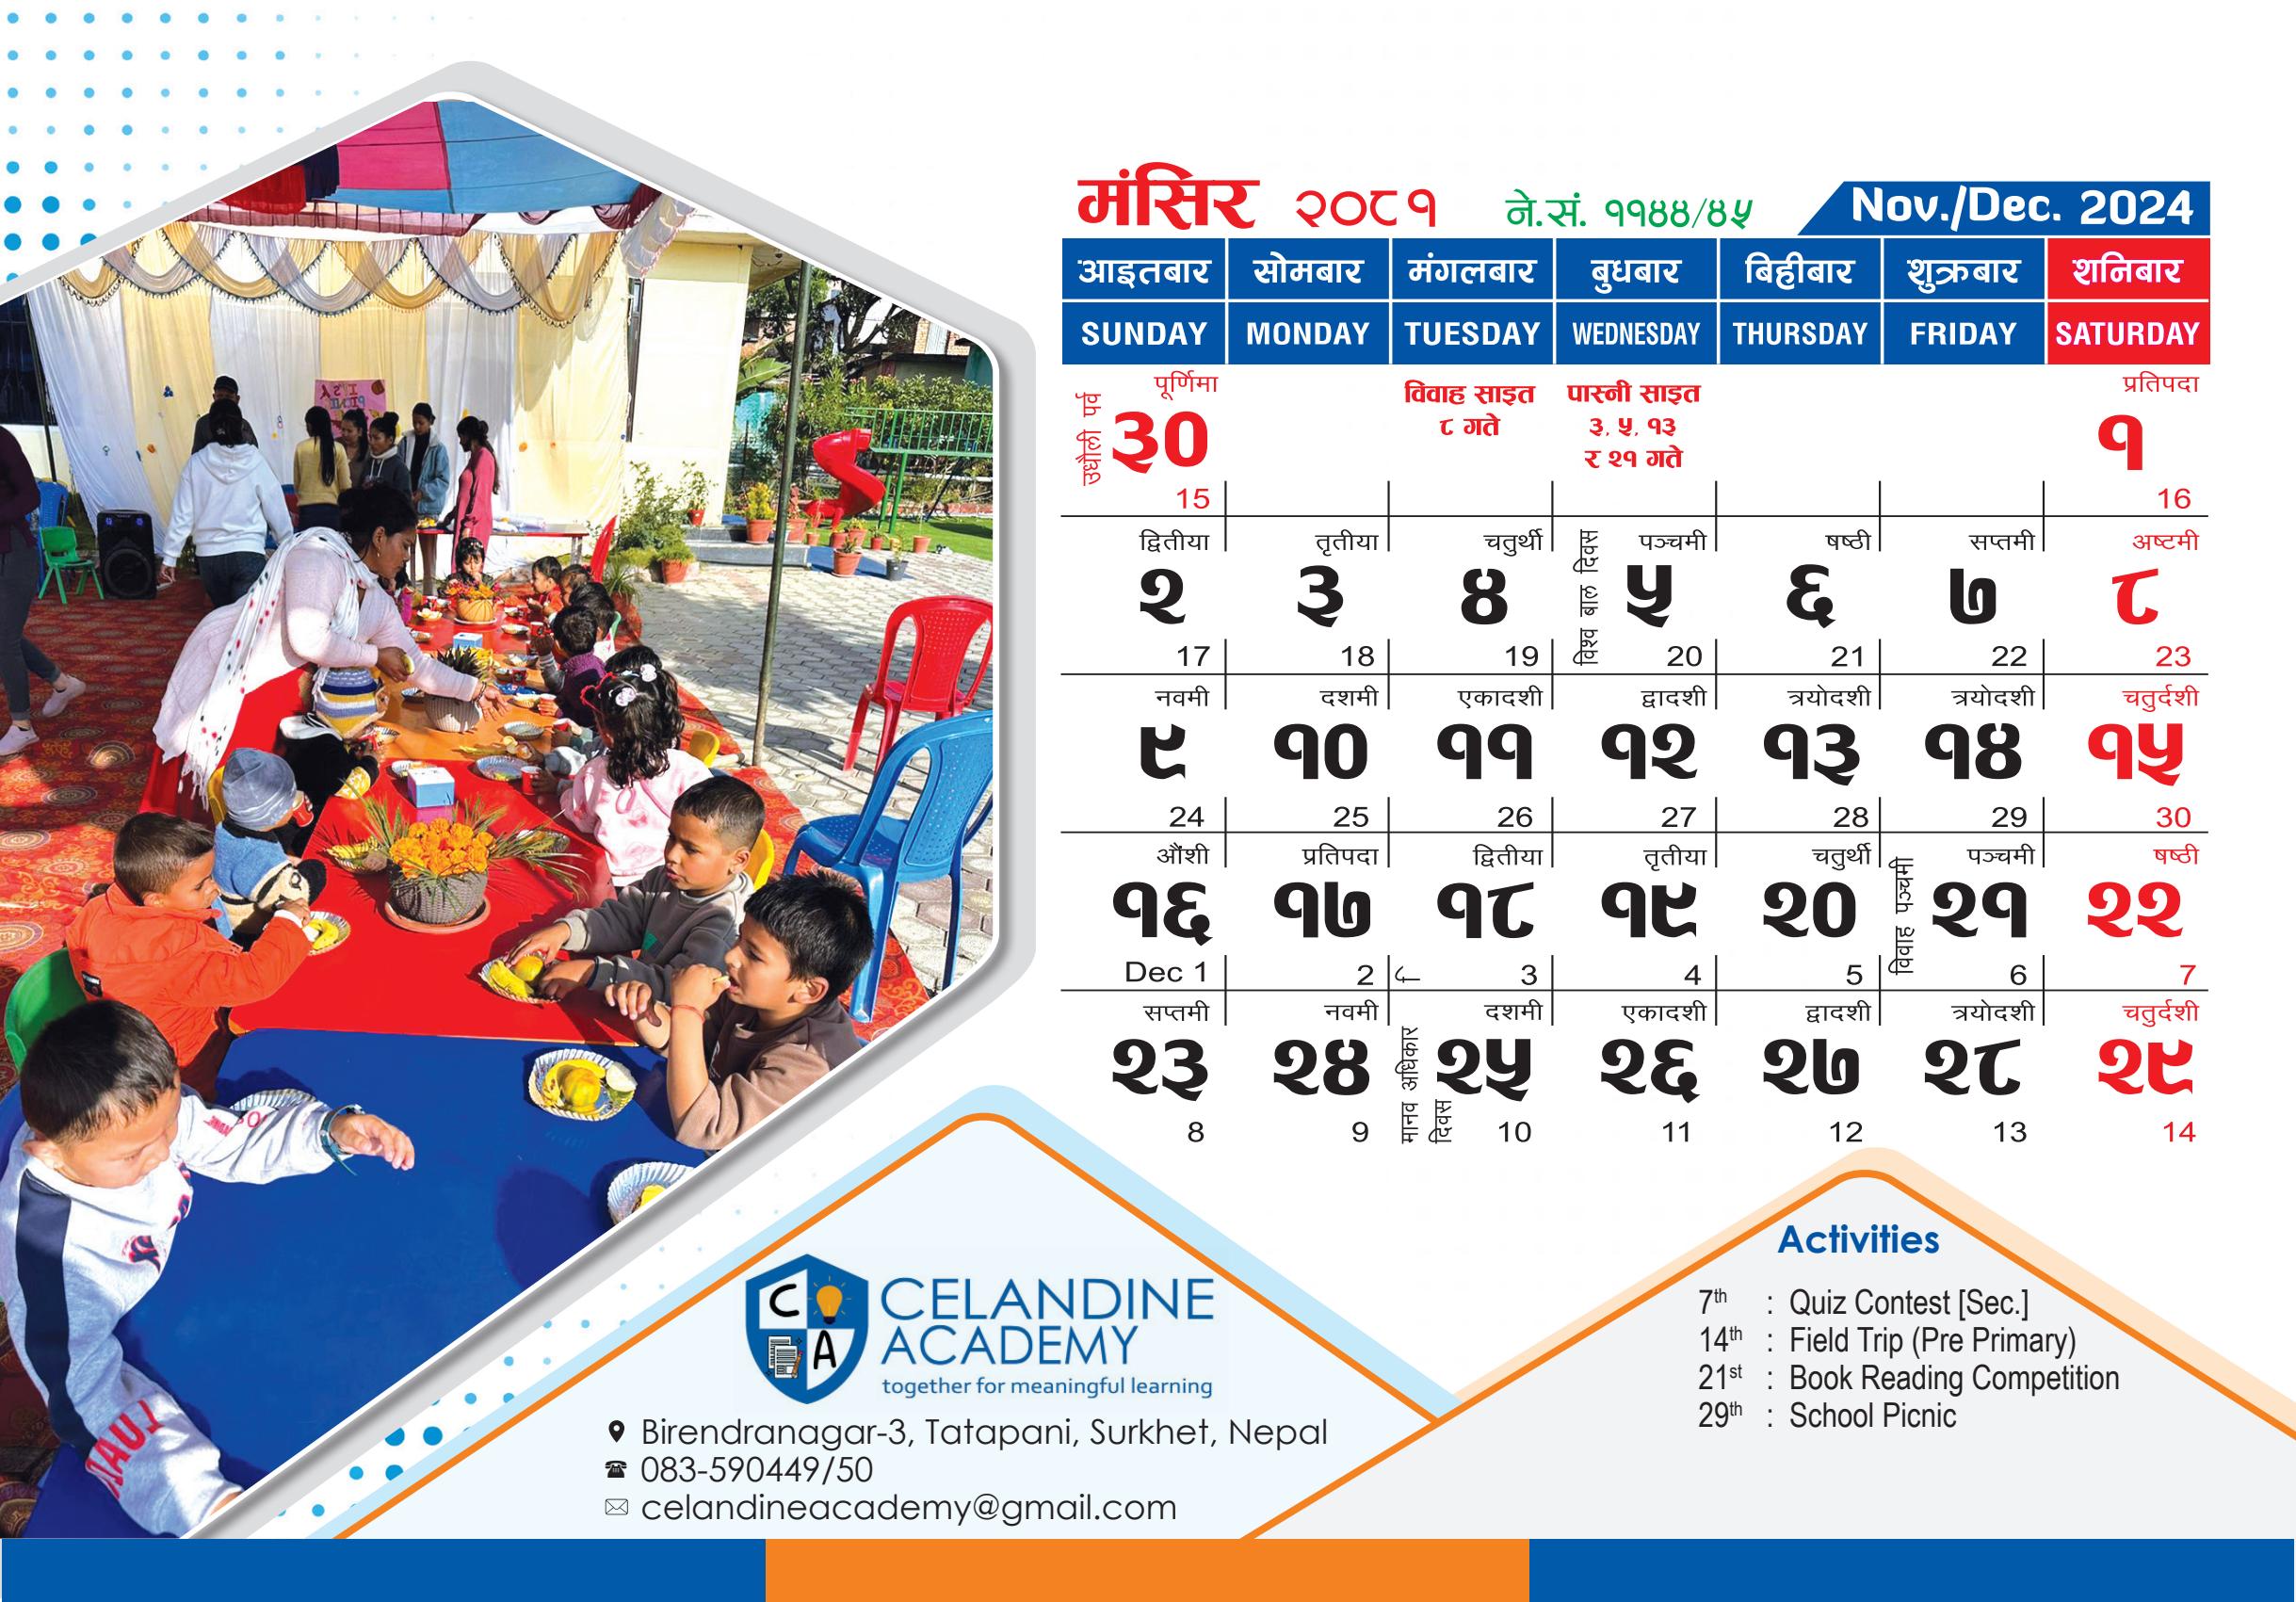 मंसिर २०८१ ने.सं. ११४४/४५ Nov./Dec. 2024
आइतबार सोमबार मंगलबार बुधबार बिहीबार शुक्रबार शनिबार
SUNDAY MONDAY TUESDAY WEDNESDAY THURSDAY FRIDAY SATURDAY
पूर्णिमा विवाह साइत पास्नी साइत प्रतिपदा
उधौली पर्व ३० ८ गते ३, ५, १३ १
र २१ गते
15 16
द्वितीया तृतीया चतुर्थी पञ्चमी षष्ठी सप्तमी अष्टमी
२ ३ ४ विश्व बाल दिवस ५ ६ ७ ८
17 18 19 20 21 22 23
नवमी दशमी एकादशी द्वादशी त्रयोदशी त्रयोदशी चतुर्दशी
९ १० ११ १२ १३ १४ १५
24 25 26 27 28 29 30
औंशी प्रतिपदा द्वितीया तृतीया चतुर्थी पञ्चमी षष्ठी
१६ १७ १८ १९ २० विवाह पञ्चमी २१ २२
Dec 1 2 3 4 5 6 7
सप्तमी नवमी दशमी एकादशी द्वादशी त्रयोदशी चतुर्दशी
२३ २४ मानव अधिकार दिवस २५ २६ २७ २८ २९
8 9 10 11 12 13 14
C A
CELANDINE
ACADEMY
together for meaningful learning
Birendranagar-3, Tatapani, Surkhet, Nepal
083-590449/50
celandineacademy@gmail.com
Activities
7th : Quiz Contest [Sec.]
14th : Field Trip (Pre Primary)
21st : Book Reading Competition
29th : School Picnic